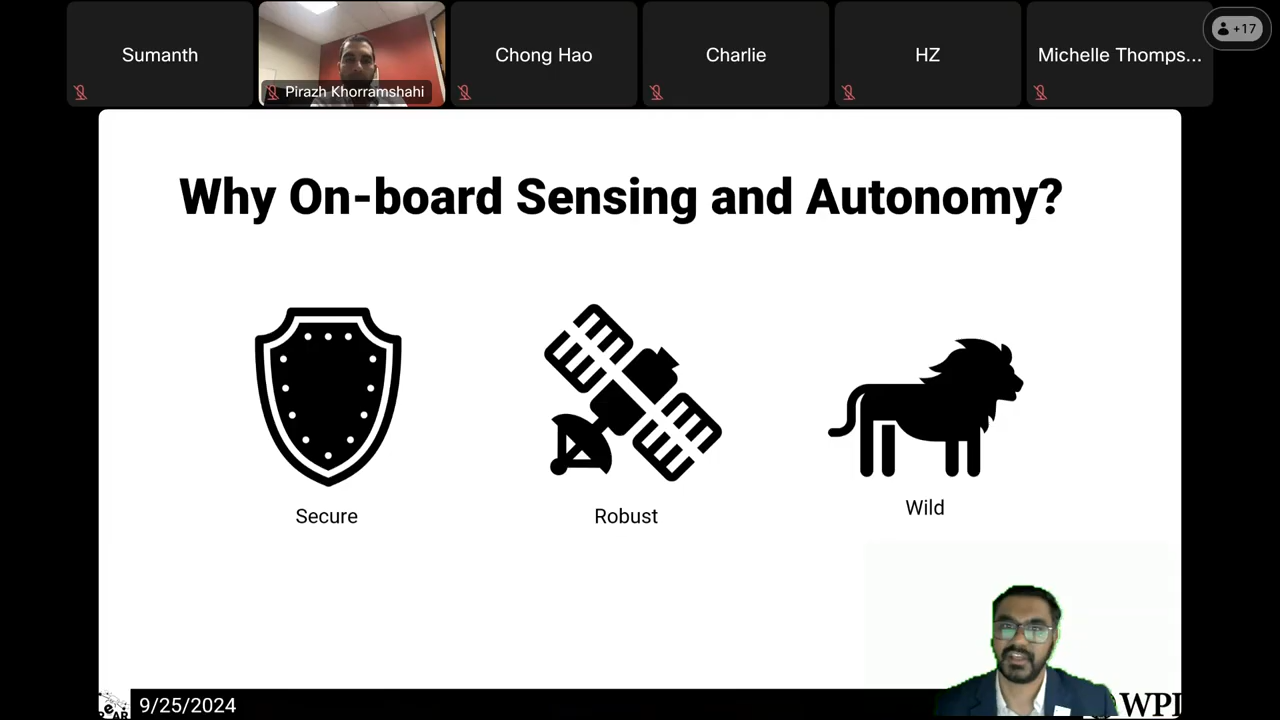 Sumanth
Pirazh Khorramshahi
Chong Hao
Charlie
HZ
Michelle Thomps...
+17
Why On-board Sensing and Autonomy?
Secure
Robust
Wild
9/25/2024
WPI